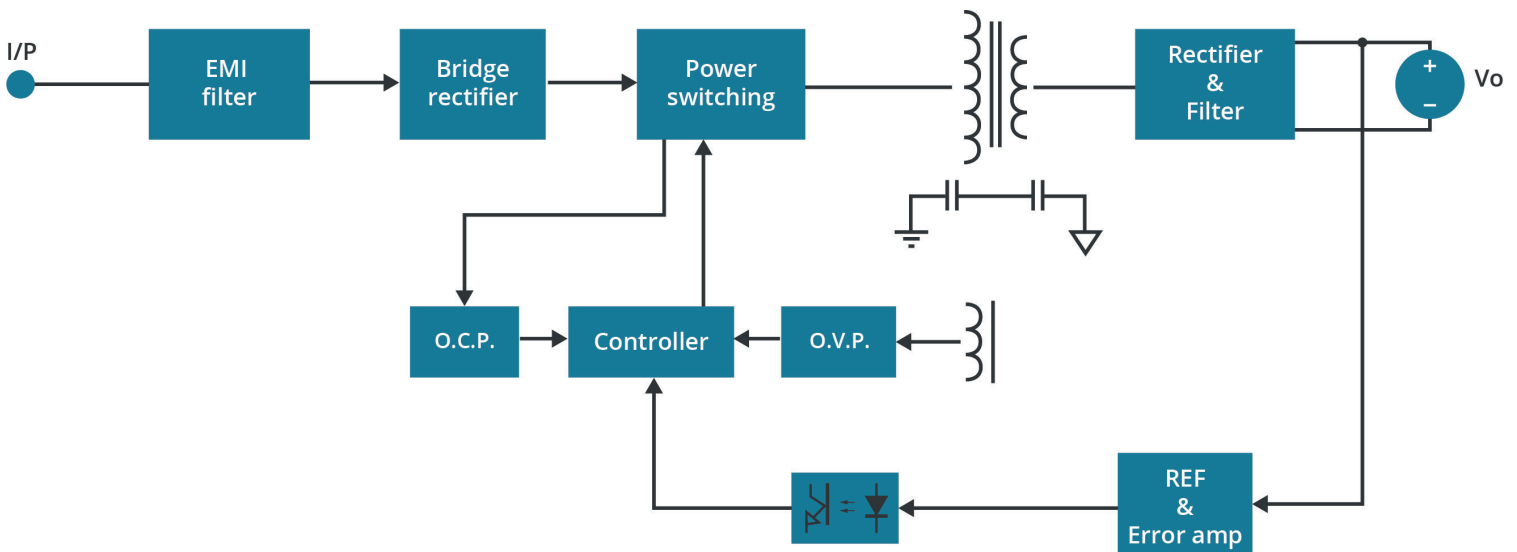 I/P
EMI
filter
Bridge
rectifier
Power
switching
Rectifier
&
Filter
+
−
Vo
O.C.P.
Controller
O.V.P.
REF
&
Error amp